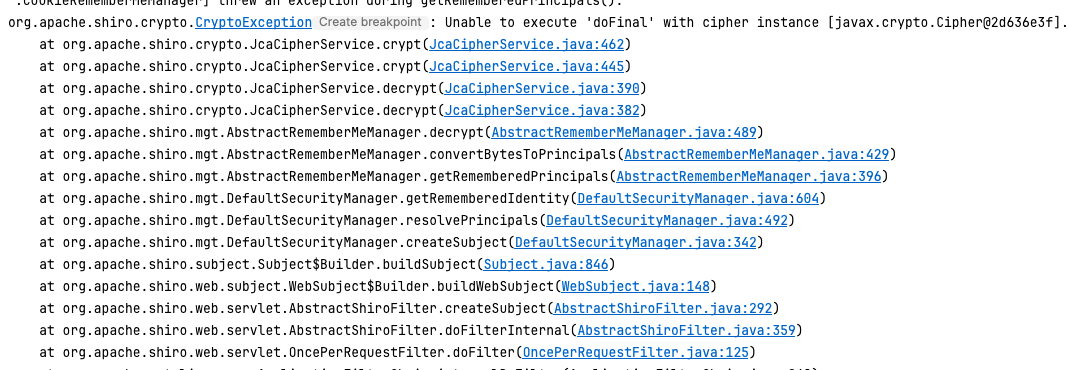 .CookieRememberMeManager] threw an exception during getRememberedPrincipals().
org.apache.shiro.crypto.CryptoException Create breakpoint : Unable to execute 'doFinal' with cipher instance [javax.crypto.Cipher@2d636e3f].
at org.apache.shiro.crypto.JcaCipherService.crypt(JcaCipherService.java:462)
at org.apache.shiro.crypto.JcaCipherService.crypt(JcaCipherService.java:445)
at org.apache.shiro.crypto.JcaCipherService.decrypt(JcaCipherService.java:390)
at org.apache.shiro.crypto.JcaCipherService.decrypt(JcaCipherService.java:382)
at org.apache.shiro.mgt.AbstractRememberMeManager.decrypt(AbstractRememberMeManager.java:489)
at org.apache.shiro.mgt.AbstractRememberMeManager.convertBytesToPrincipals(AbstractRememberMeManager.java:429)
at org.apache.shiro.mgt.AbstractRememberMeManager.getRememberedPrincipals(AbstractRememberMeManager.java:396)
at org.apache.shiro.mgt.DefaultSecurityManager.getRememberedIdentity(DefaultSecurityManager.java:604)
at org.apache.shiro.mgt.DefaultSecurityManager.resolvePrincipals(DefaultSecurityManager.java:492)
at org.apache.shiro.mgt.DefaultSecurityManager.createSubject(DefaultSecurityManager.java:342)
at org.apache.shiro.subject.Subject$Builder.buildSubject(Subject.java:846)
at org.apache.shiro.web.subject.WebSubject$Builder.buildWebSubject(WebSubject.java:148)
at org.apache.shiro.web.servlet.AbstractShiroFilter.createSubject(AbstractShiroFilter.java:292)
at org.apache.shiro.web.servlet.AbstractShiroFilter.doFilterInternal(AbstractShiroFilter.java:359)
at org.apache.shiro.web.servlet.OncePerRequestFilter.doFilter(OncePerRequestFilter.java:125)